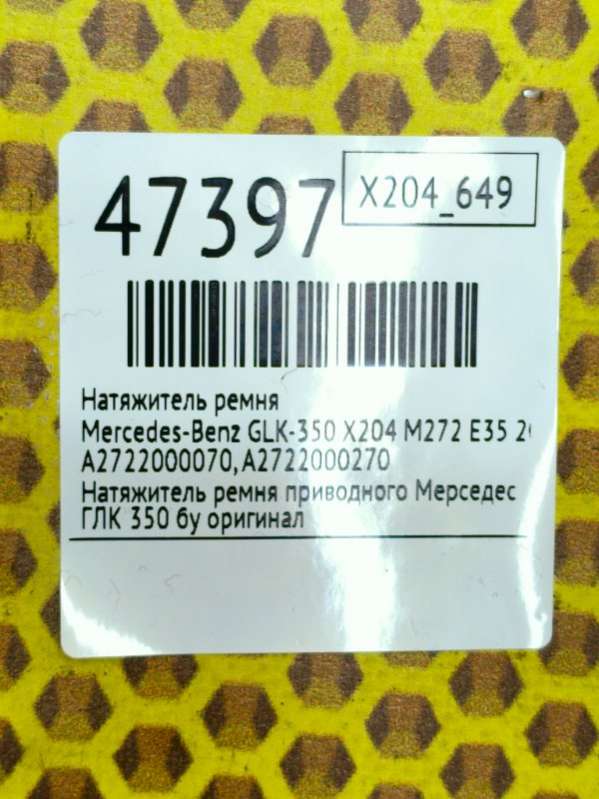 47397
X204_649
Натяжитель ремня
Mercedes-Benz GLK-350 X204 M272 E35
A2722000070, A2722000270
Натяжитель ремня приводного Мерседес
ГЛК 350 бу оригинал